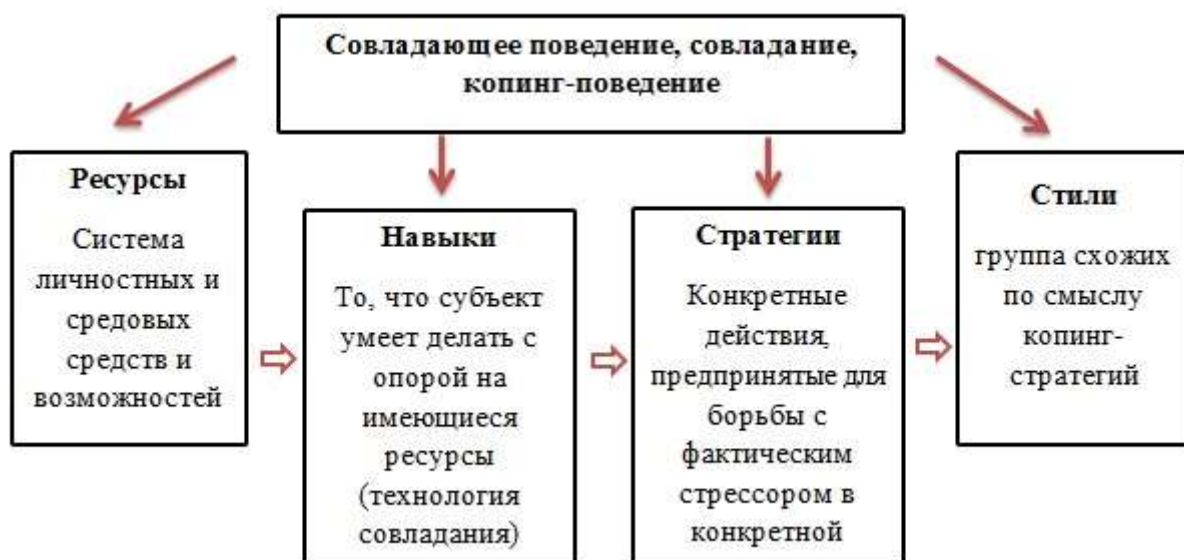 Совладающее поведение, совладание,
копинг-поведение
Ресурсы
Система
личностных и
средовых
средств и
возможностей
Навыки
То, что субъект
умеет делать с
опорой на
имеющиеся
ресурсы
(технология
совладания)
Стратегии
Конкретные
действия,
предпринятые для
борьбы с
фактическим
стрессором в
конкретной
Стили
группа схожих
по смыслу
копинг-
стратегий